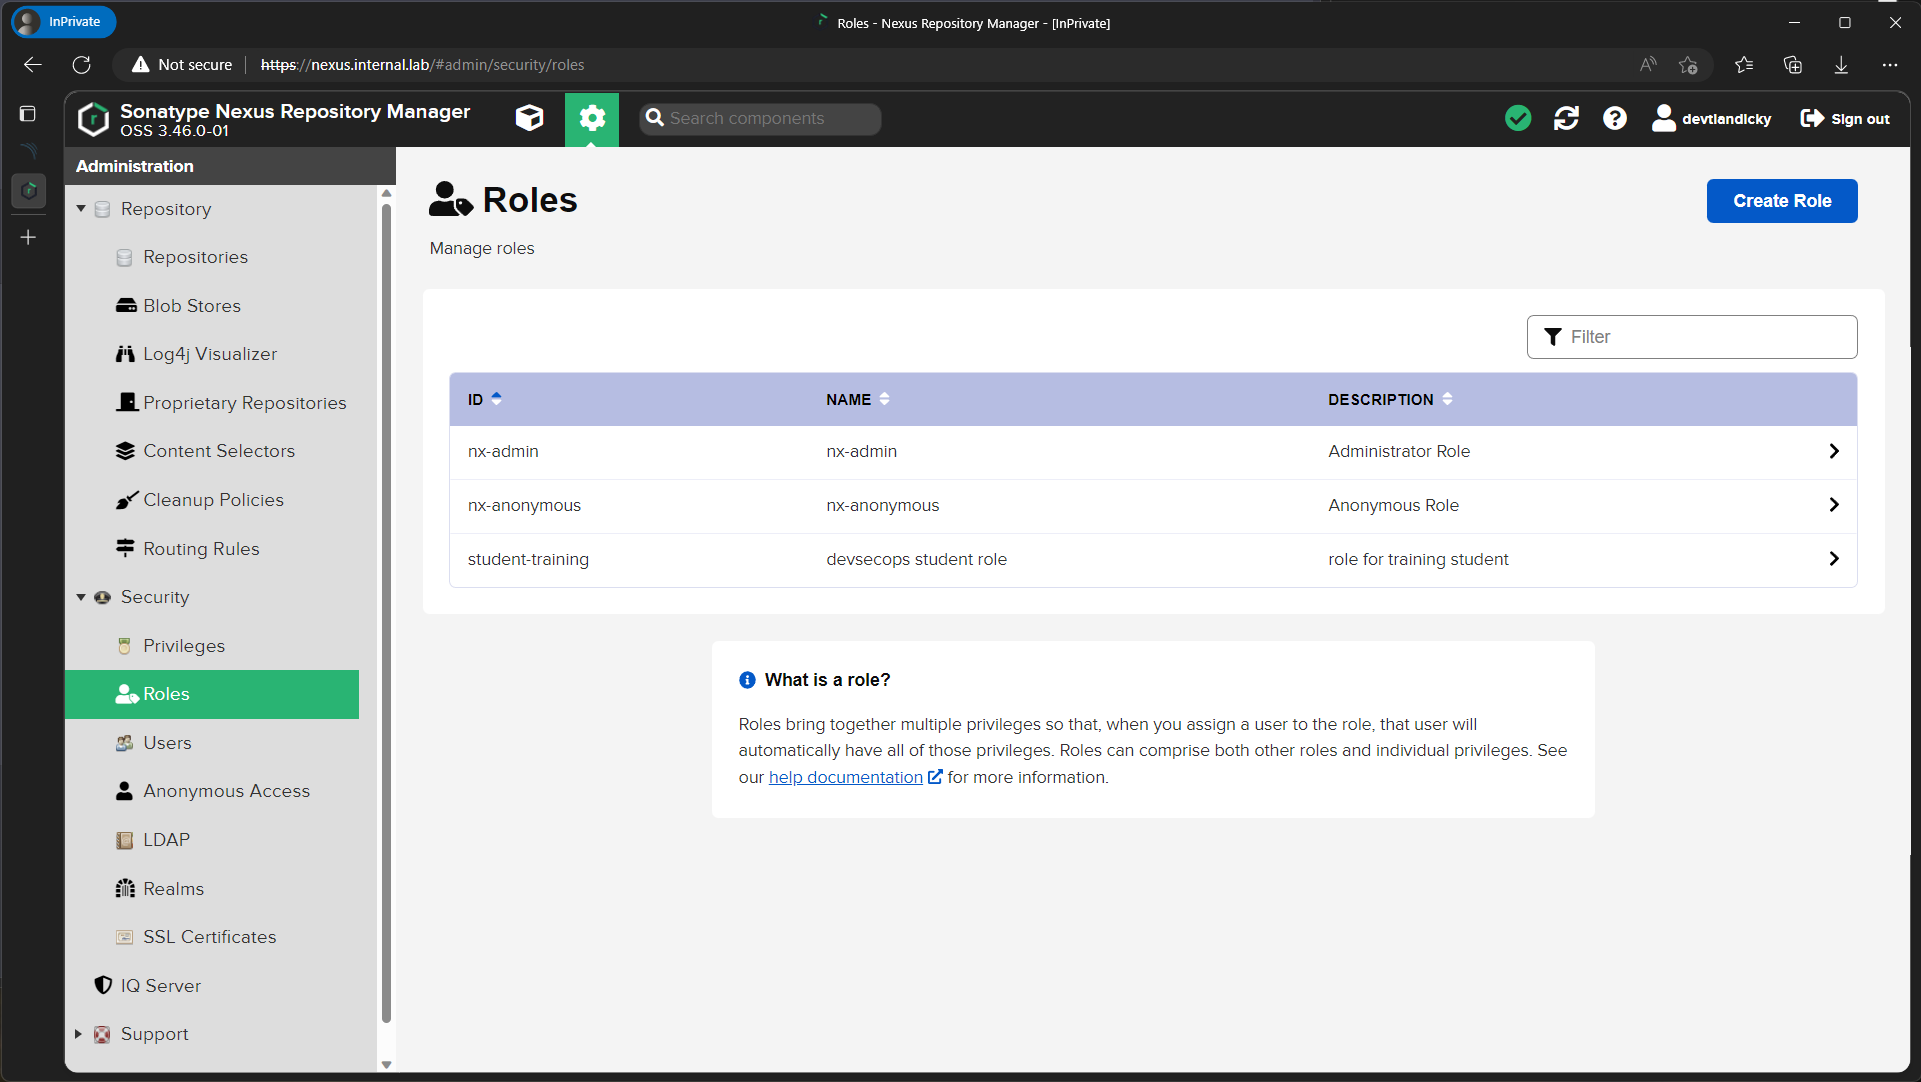 InPrivate
Roles - Nexus Repository Manager - [InPrivate]
Not secure
https://nexus.internal.lab/#admin/security/roles
Sonatype Nexus Repository Manager
OSS 3.46.0-01
Search components
devtlandicky
Sign out
Administration
Repository
Repositories
Blob Stores
Log4j Visualizer
Proprietary Repositories
Content Selectors
Cleanup Policies
Routing Rules
Security
Privileges
Roles
Users
Anonymous Access
LDAP
Realms
SSL Certificates
IQ Server
Support
Roles
Create Role
Manage roles
Filter
ID NAME DESCRIPTION
nx-admin nx-admin Administrator Role
nx-anonymous nx-anonymous Anonymous Role
student-training devsecops student role role for training student
What is a role?
Roles bring together multiple privileges so that, when you assign a user to the role, that user will
automatically have all of those privileges. Roles can comprise both other roles and individual privileges. See
our help documentation for more information.